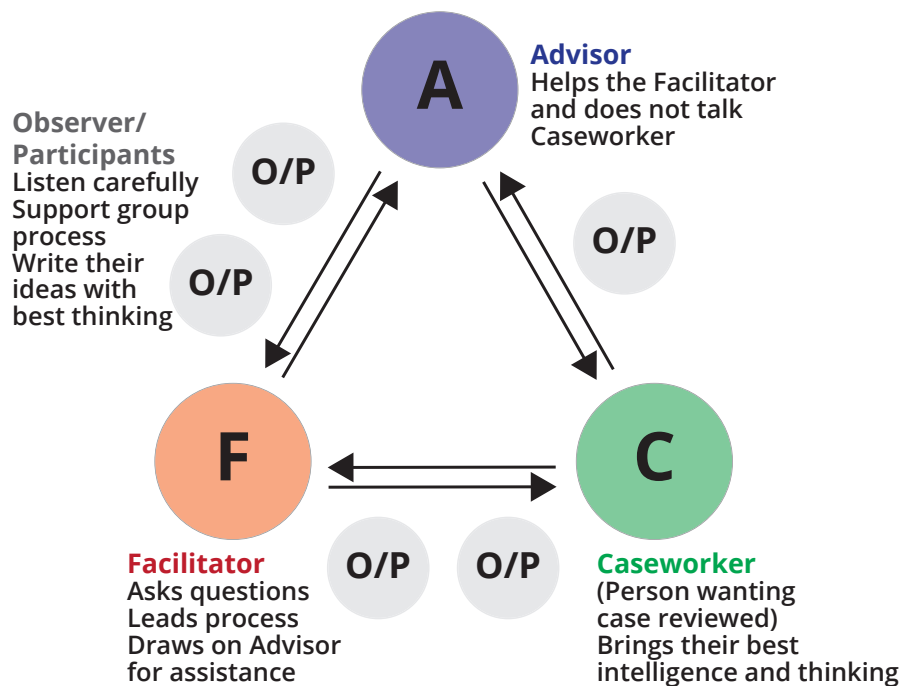 A
Advisor
Helps the Facilitator
and does not talk
Caseworker
Observer/
Participants
Listen carefully
Support group
process
Write their
ideas with
best thinking
O/P
O/P
O/P
F
C
Facilitator
Asks questions
Leads process
Draws on Advisor
for assistance
O/P
O/P
Caseworker
(Person wanting
case reviewed)
Brings their best
intelligence and thinking